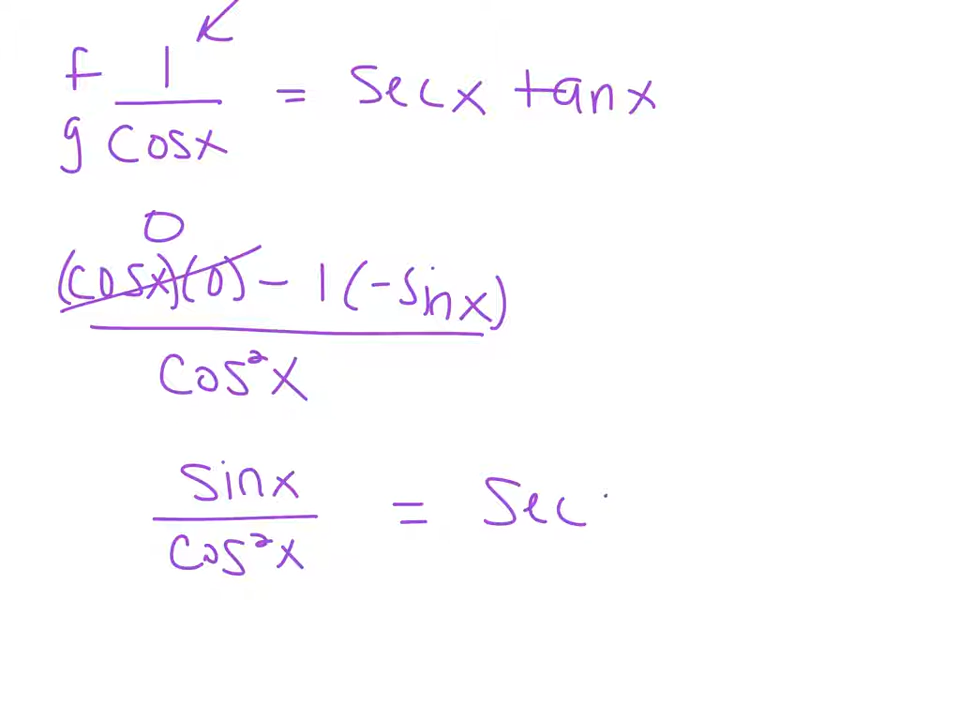 f 1
g cosx = secx tanx
0
(cosx)(0) - 1(-sinx)
cos²x
sinx
cos²x = sec